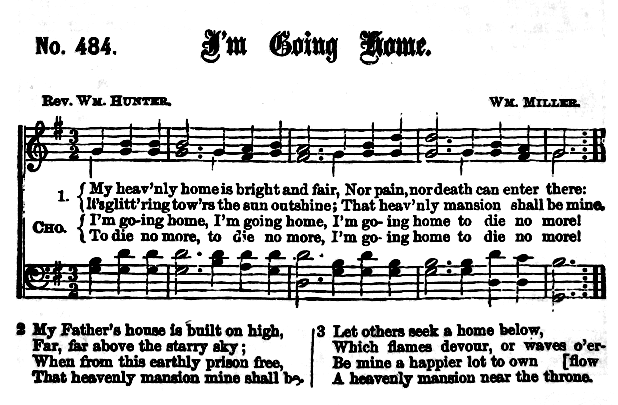 No. 484. I'm Going Home.
Rev. Wm. Hunter. Wm. Miller.
1. { My heav'nly home is bright and fair, Nor pain, nor death can enter there:
{ It's glitt'ring tow'rs the sun outshine; That heav'nly mansion shall be mine.
Cho. { I'm go-ing home, I'm going home, I'm go-ing home to die no more!
{ To die no more, to die no more, I'm go-ing home to die no more!
2 My Father's house is built on high,
Far, far above the starry sky;
When from this earthly prison free,
That heavenly mansion mine shall be.
3 Let others seek a home below,
Which flames devour, or waves o'er-
Be mine a happier lot to own [flow
A heavenly mansion near the throne.